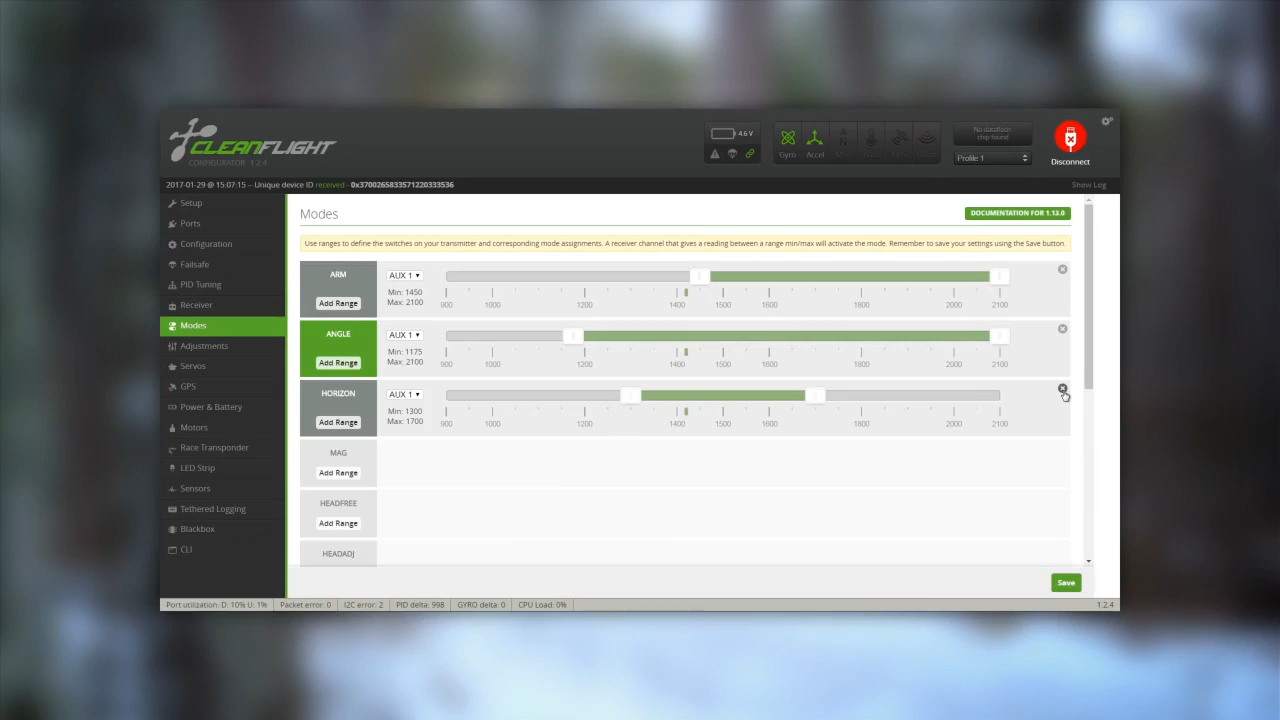 CLEANFLIGHT
CONFIGURATOR 1.2.4
4.6 V
Gyro Accel
No dataflash
chip found
Profile 1
Disconnect
2017-01-29 @ 15:07:15 -- Unique device ID received - 0x3700265833571220333536
Show Log
Setup
Ports
Configuration
Failsafe
PID Tuning
Receiver
Modes
Adjustments
Servos
GPS
Power & Battery
Motors
Race Transponder
LED Strip
Sensors
Tethered Logging
Blackbox
CLI
Modes
DOCUMENTATION FOR 1.13.0
Use ranges to define the switches on your transmitter and corresponding mode assignments. A receiver channel that gives a reading between a range min/max will activate the mode. Remember to save your settings using the Save button.
ARM
Add Range
AUX 1
Min: 1450
Max: 2100
900 1000 1200 1400 1500 1600 1800 2000 2100
ANGLE
Add Range
AUX 1
Min: 1175
Max: 2100
900 1000 1200 1400 1500 1600 1800 2000 2100
HORIZON
Add Range
AUX 1
Min: 1300
Max: 1700
900 1000 1200 1400 1500 1600 1800 2000 2100
MAG
Add Range
HEADFREE
Add Range
HEADADJ
Save
Port utilization: D: 10% U: 1% Packet error: 0 I2C error: 2 PID delta: 998 GYRO delta: 0 CPU Load: 0% 1.2.4